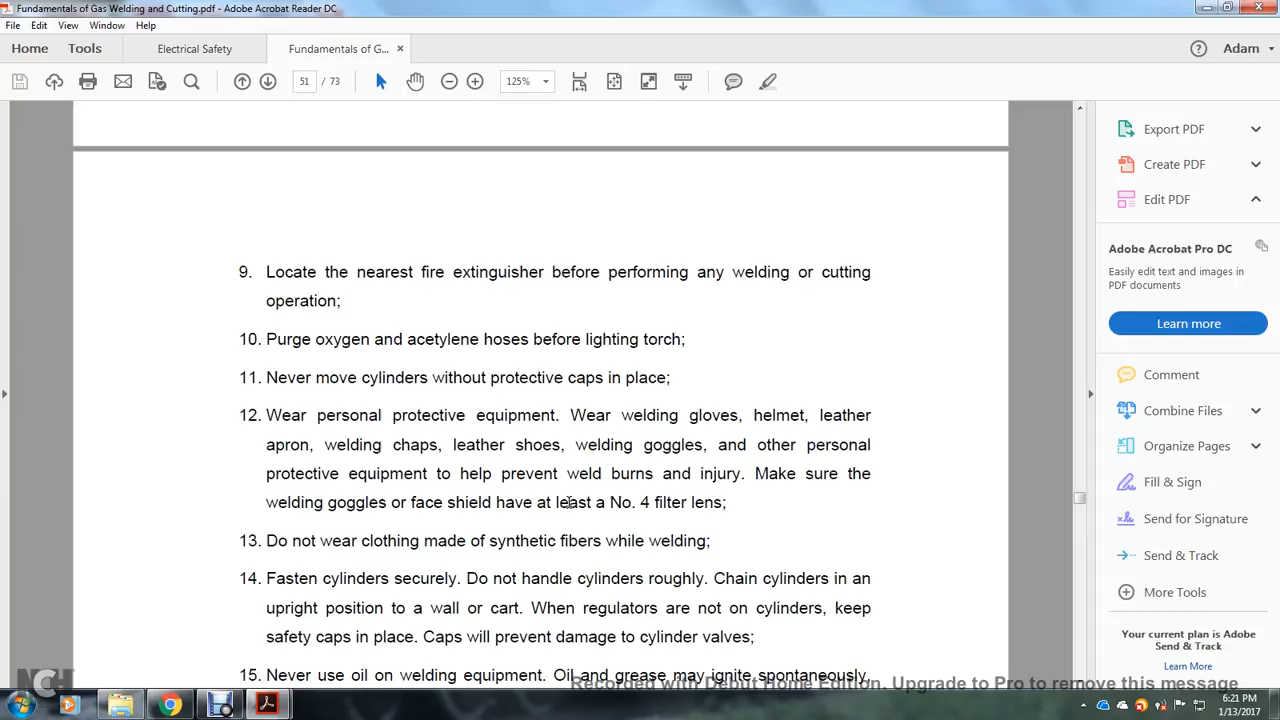 Fundamentals of Gas Welding and Cutting.pdf - Adobe Acrobat Reader DC
File Edit View Window Help
Home Tools Electrical Safety Fundamentals of G... × Adam
51 / 73 125%
9. Locate the nearest fire extinguisher before performing any welding or cutting
operation;
10. Purge oxygen and acetylene hoses before lighting torch;
11. Never move cylinders without protective caps in place;
12. Wear personal protective equipment. Wear welding gloves, helmet, leather
apron, welding chaps, leather shoes, welding goggles, and other personal
protective equipment to help prevent weld burns and injury. Make sure the
welding goggles or face shield have at least a No. 4 filter lens;
13. Do not wear clothing made of synthetic fibers while welding;
14. Fasten cylinders securely. Do not handle cylinders roughly. Chain cylinders in an
upright position to a wall or cart. When regulators are not on cylinders, keep
safety caps in place. Caps will prevent damage to cylinder valves;
15. Never use oil on welding equipment. Oil and grease may ignite spontaneously,
Export PDF
Create PDF
Edit PDF
Adobe Acrobat Pro DC
Easily edit text and images in
PDF documents
Learn more
Comment
Combine Files
Organize Pages
Fill & Sign
Send for Signature
Send & Track
More Tools
Your current plan is Adobe
Send & Track
Learn More
NCH
Recorded with Debut Home Edition. Upgrade to Pro to remove this message
6:21 PM
1/13/2017